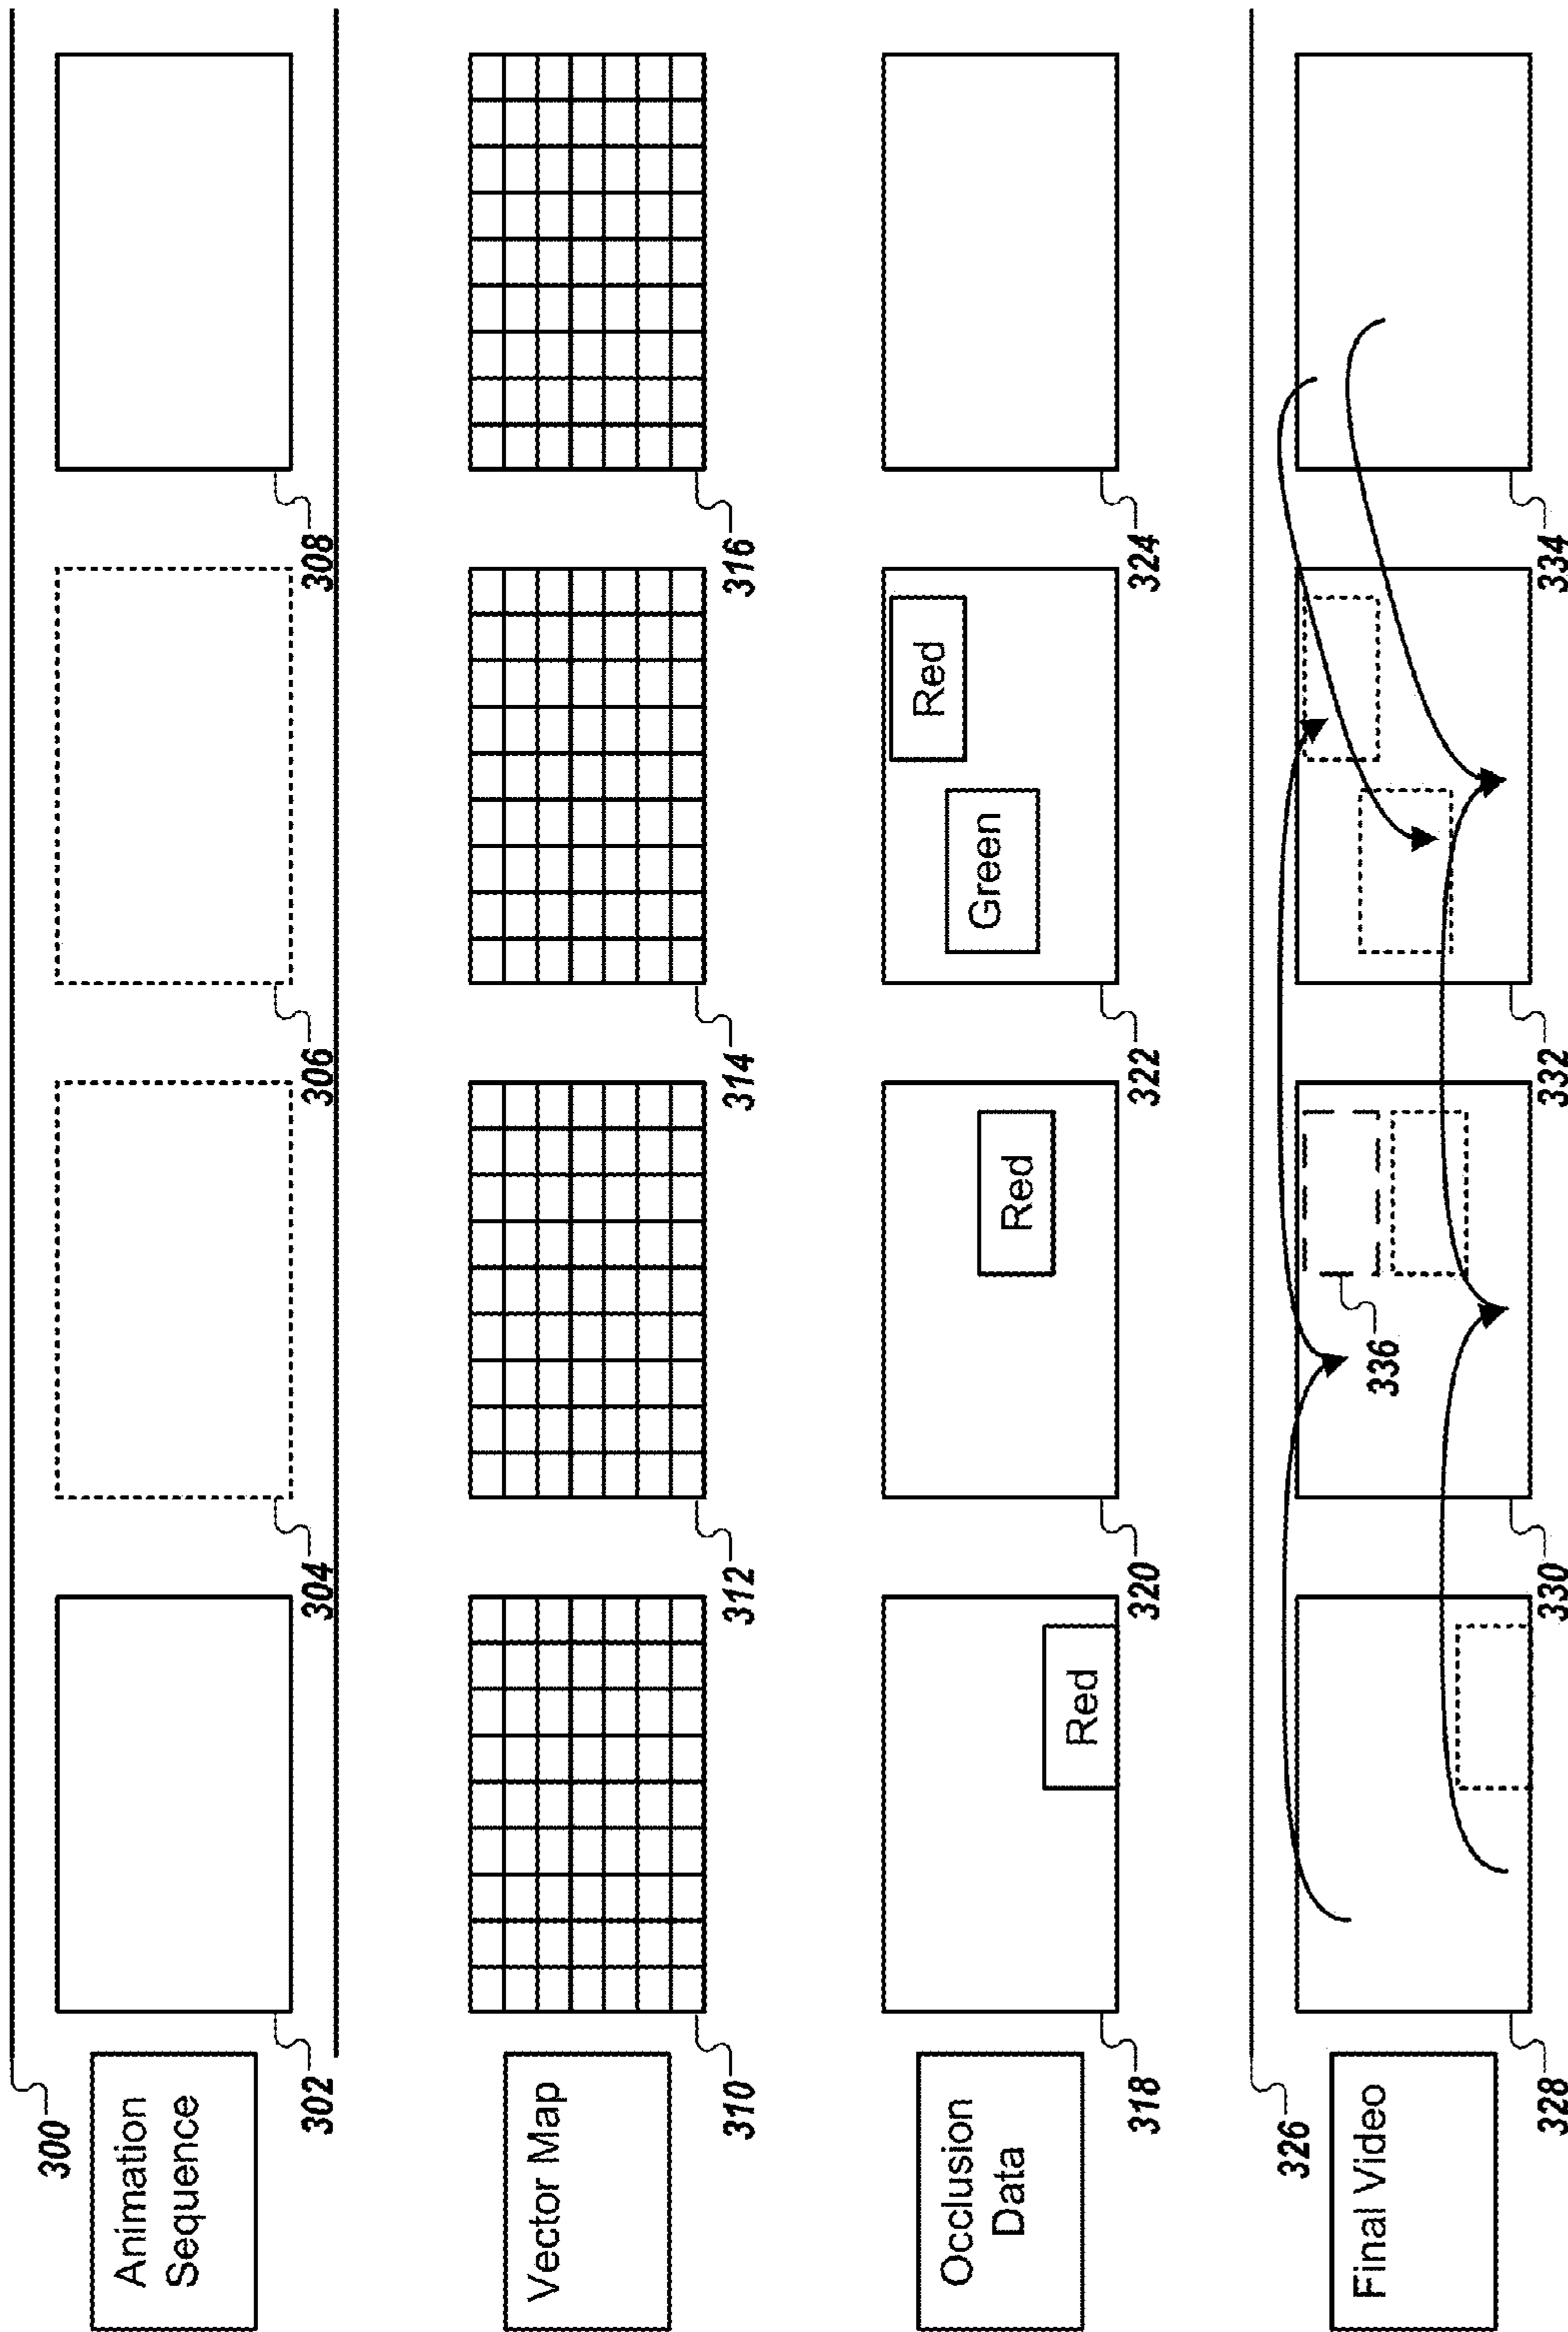 300
Animation
Sequence
302
304
306
308
Vector Map
310
312
314
316
Occlusion
Data
Red
Red
Green
Red
318
320
322
324
326
Final Video
336
328
330
332
334